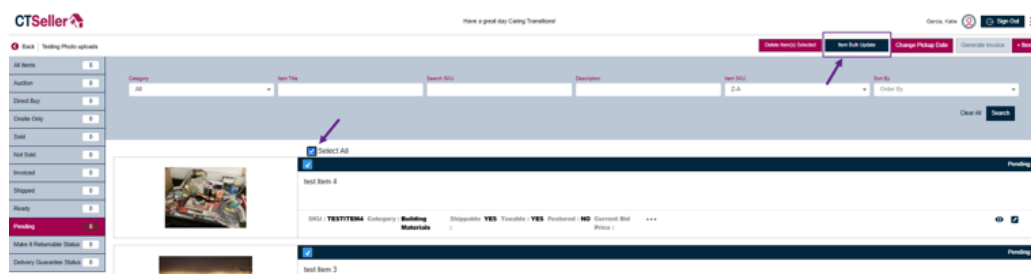 CTSeller
Have a great day Caring Transitions!
Garcia, Katie
Sign Out
Back | Testing Photo uploads
Delete Item(s) Selected
Item Bulk Update
Change Pickup Date
Generate Invoice
All Items 0
Auction 0
Direct Buy 0
Onsite Only 0
Sold 0
Not Sold 0
Invoiced 0
Shipped 0
Ready 0
Pending
Make It Returnable Status 0
Delivery Guarantee Status 0
Category
All
Item Title
Search SKU
Description
Item SKU
Z-A
Sort By
Order By
Clear All
Search
Select All
Pending
test Item 4
SKU : TESTITEM4 Category : Building Materials Shippable : YES Taxable : YES Featured : NO Current Bid Price : •••
Pending
test Item 3